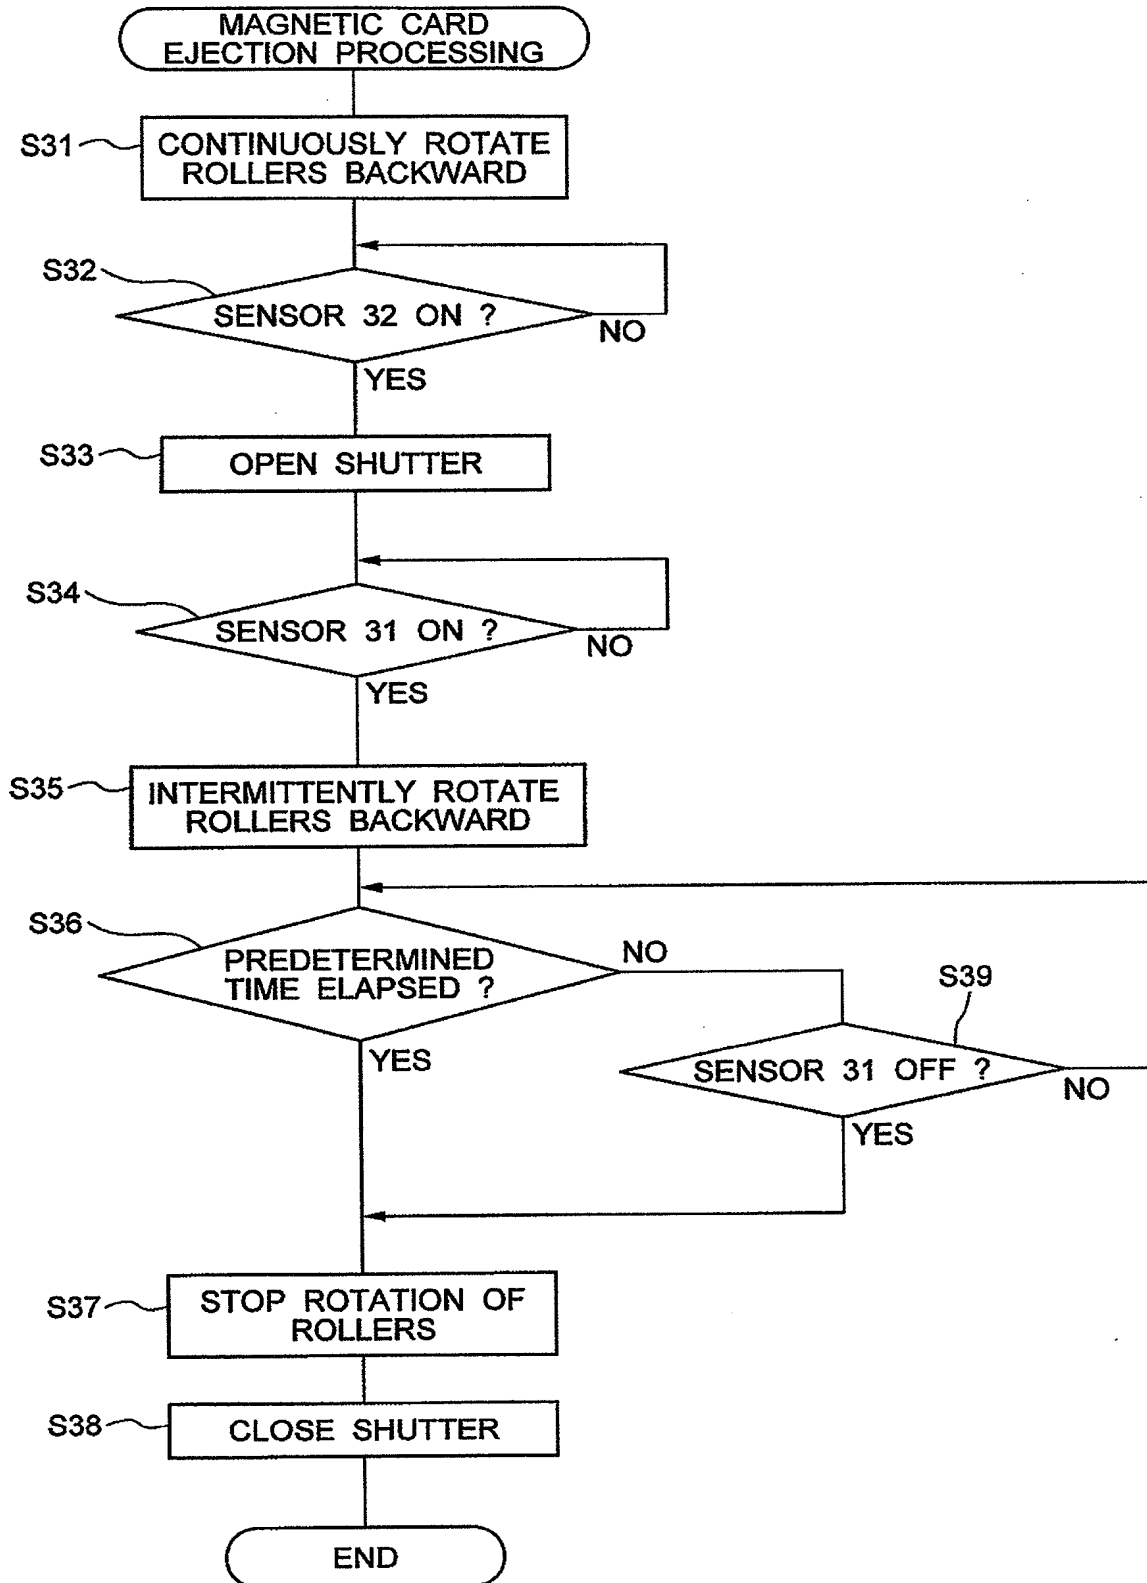 MAGNETIC CARD
EJECTION PROCESSING
S31
CONTINUOUSLY ROTATE
ROLLERS BACKWARD
S32
SENSOR 32 ON ?
NO
YES
S33
OPEN SHUTTER
S34
SENSOR 31 ON ?
NO
YES
S35
INTERMITTENTLY ROTATE
ROLLERS BACKWARD
S36
PREDETERMINED
TIME ELAPSED ?
NO
YES
S39
SENSOR 31 OFF ?
NO
YES
S37
STOP ROTATION OF
ROLLERS
S38
CLOSE SHUTTER
END